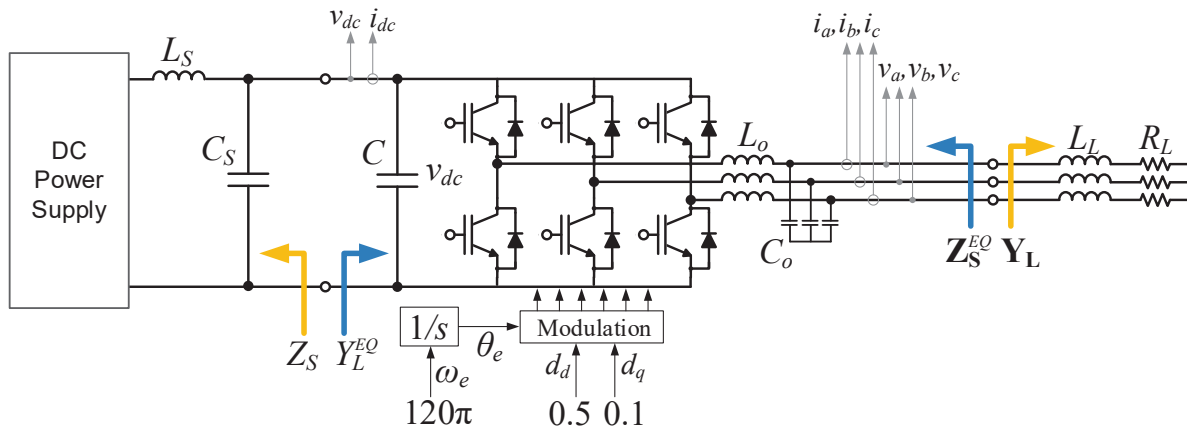 v_dc i_dc
i_a,i_b,i_c
L_S
v_a,v_b,v_c
DC
Power
Supply
C_S
C
v_dc
L_o
L_L
R_L
C_o
Z_S^EQ Y_L
Z_S Y_L^EQ
1/s
θ_e
Modulation
ω_e
d_d d_q
120π
0.5 0.1